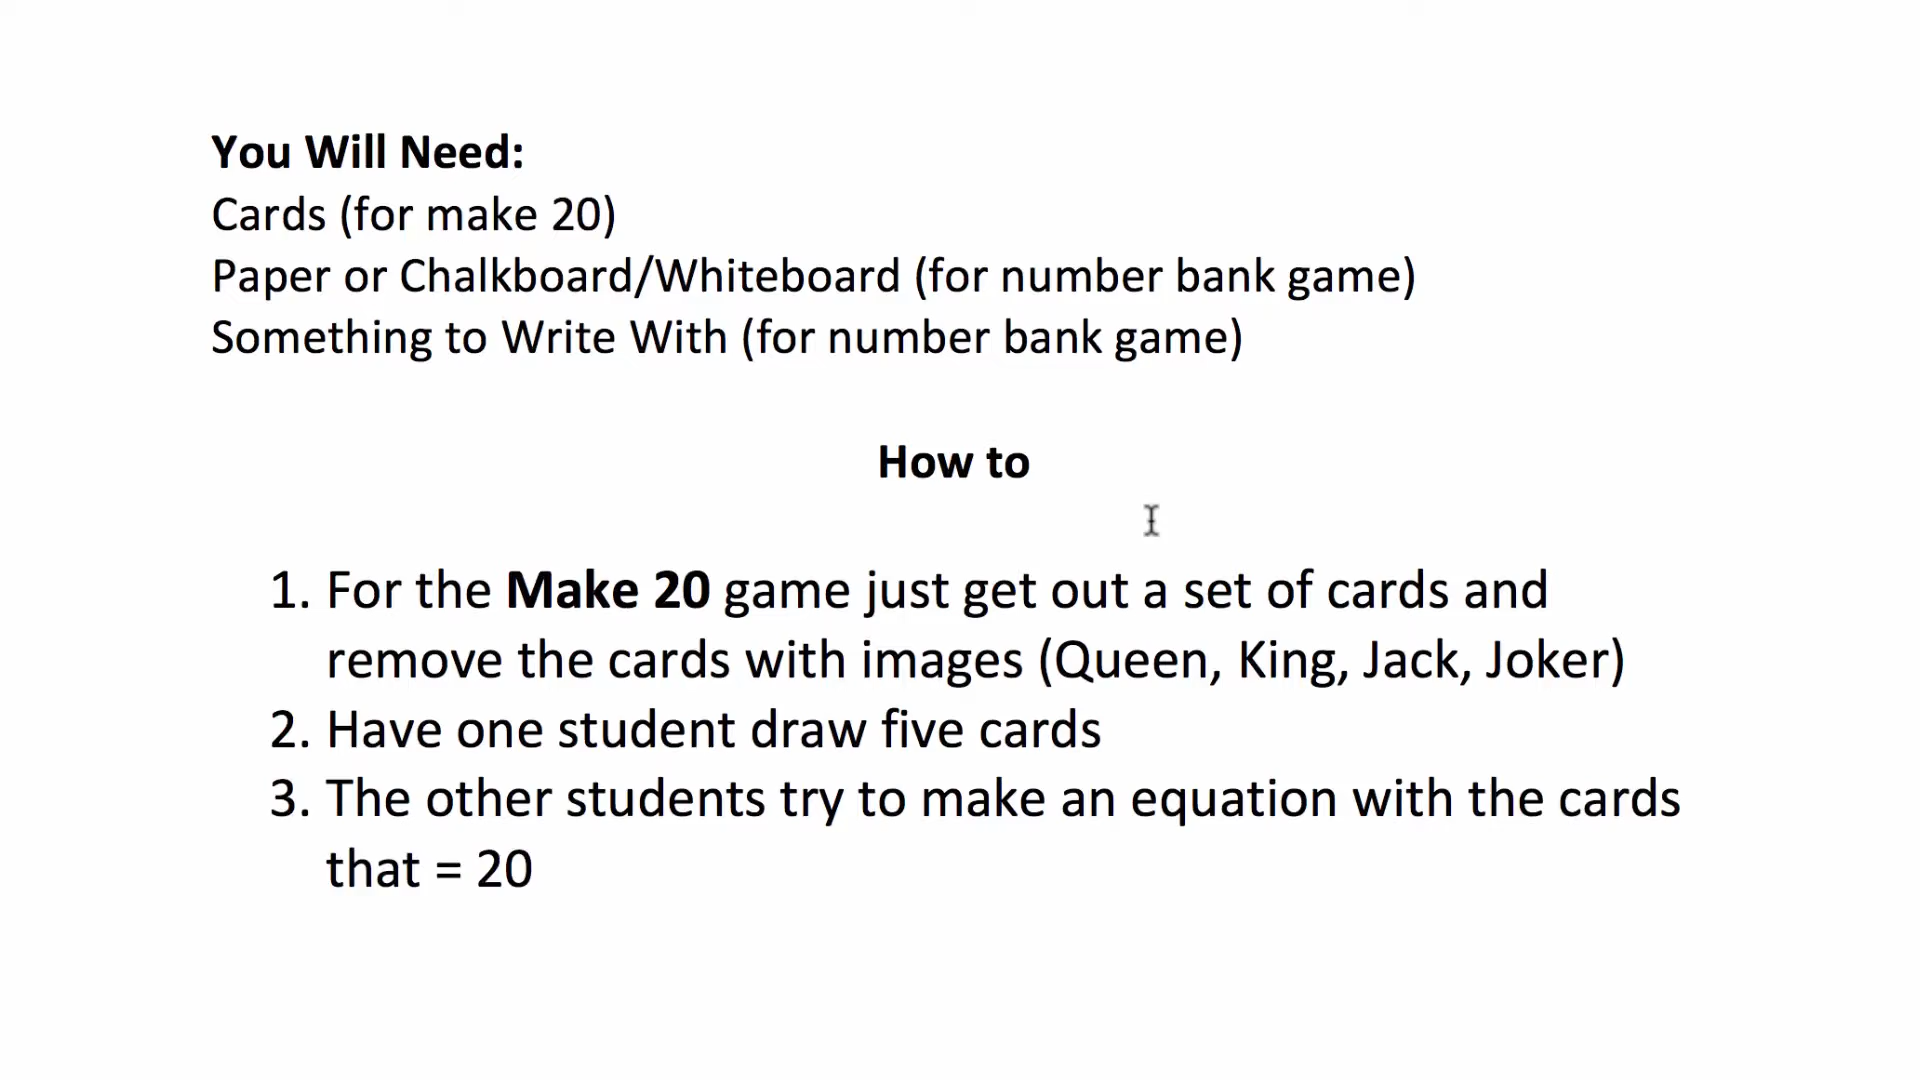 You Will Need:
Cards (for make 20)
Paper or Chalkboard/Whiteboard (for number bank game)
Something to Write With (for number bank game)
How to
1. For the Make 20 game just get out a set of cards and
remove the cards with images (Queen, King, Jack, Joker)
2. Have one student draw five cards
3. The other students try to make an equation with the cards
that = 20